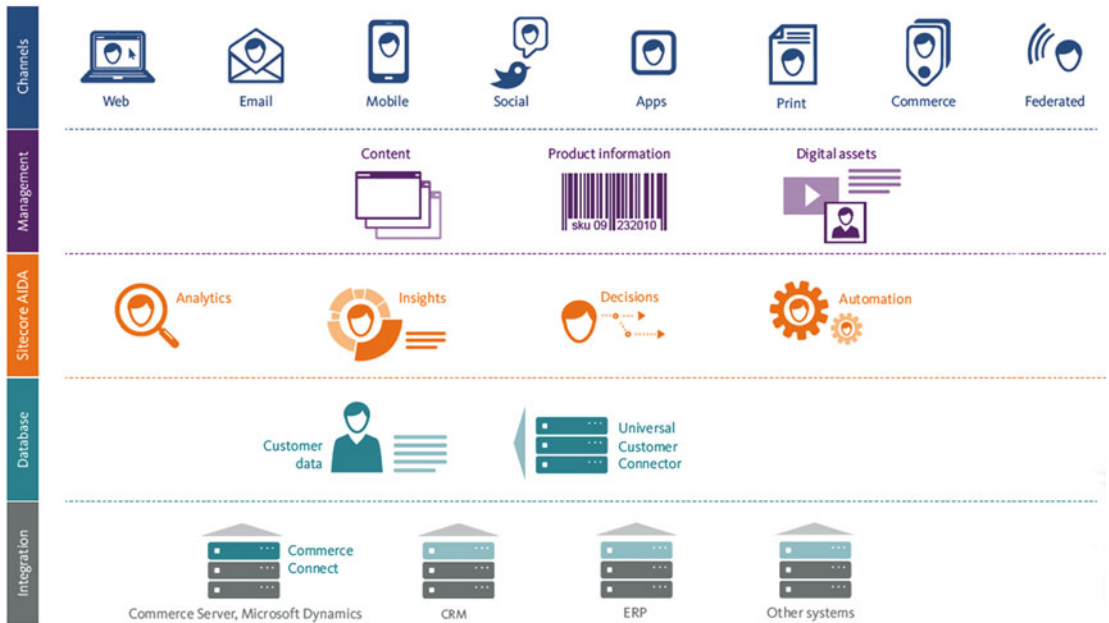 Channels
Web
Email
Mobile
Social
Apps
Print
Commerce
Federated
Management
Content
Product information
sku 09 232010
Digital assets
Sitecore AIDA
Analytics
Insights
Decisions
Automation
Database
Customer
data
Universal
Customer
Connector
Integration
Commerce
Connect
Commerce Server, Microsoft Dynamics
CRM
ERP
Other systems